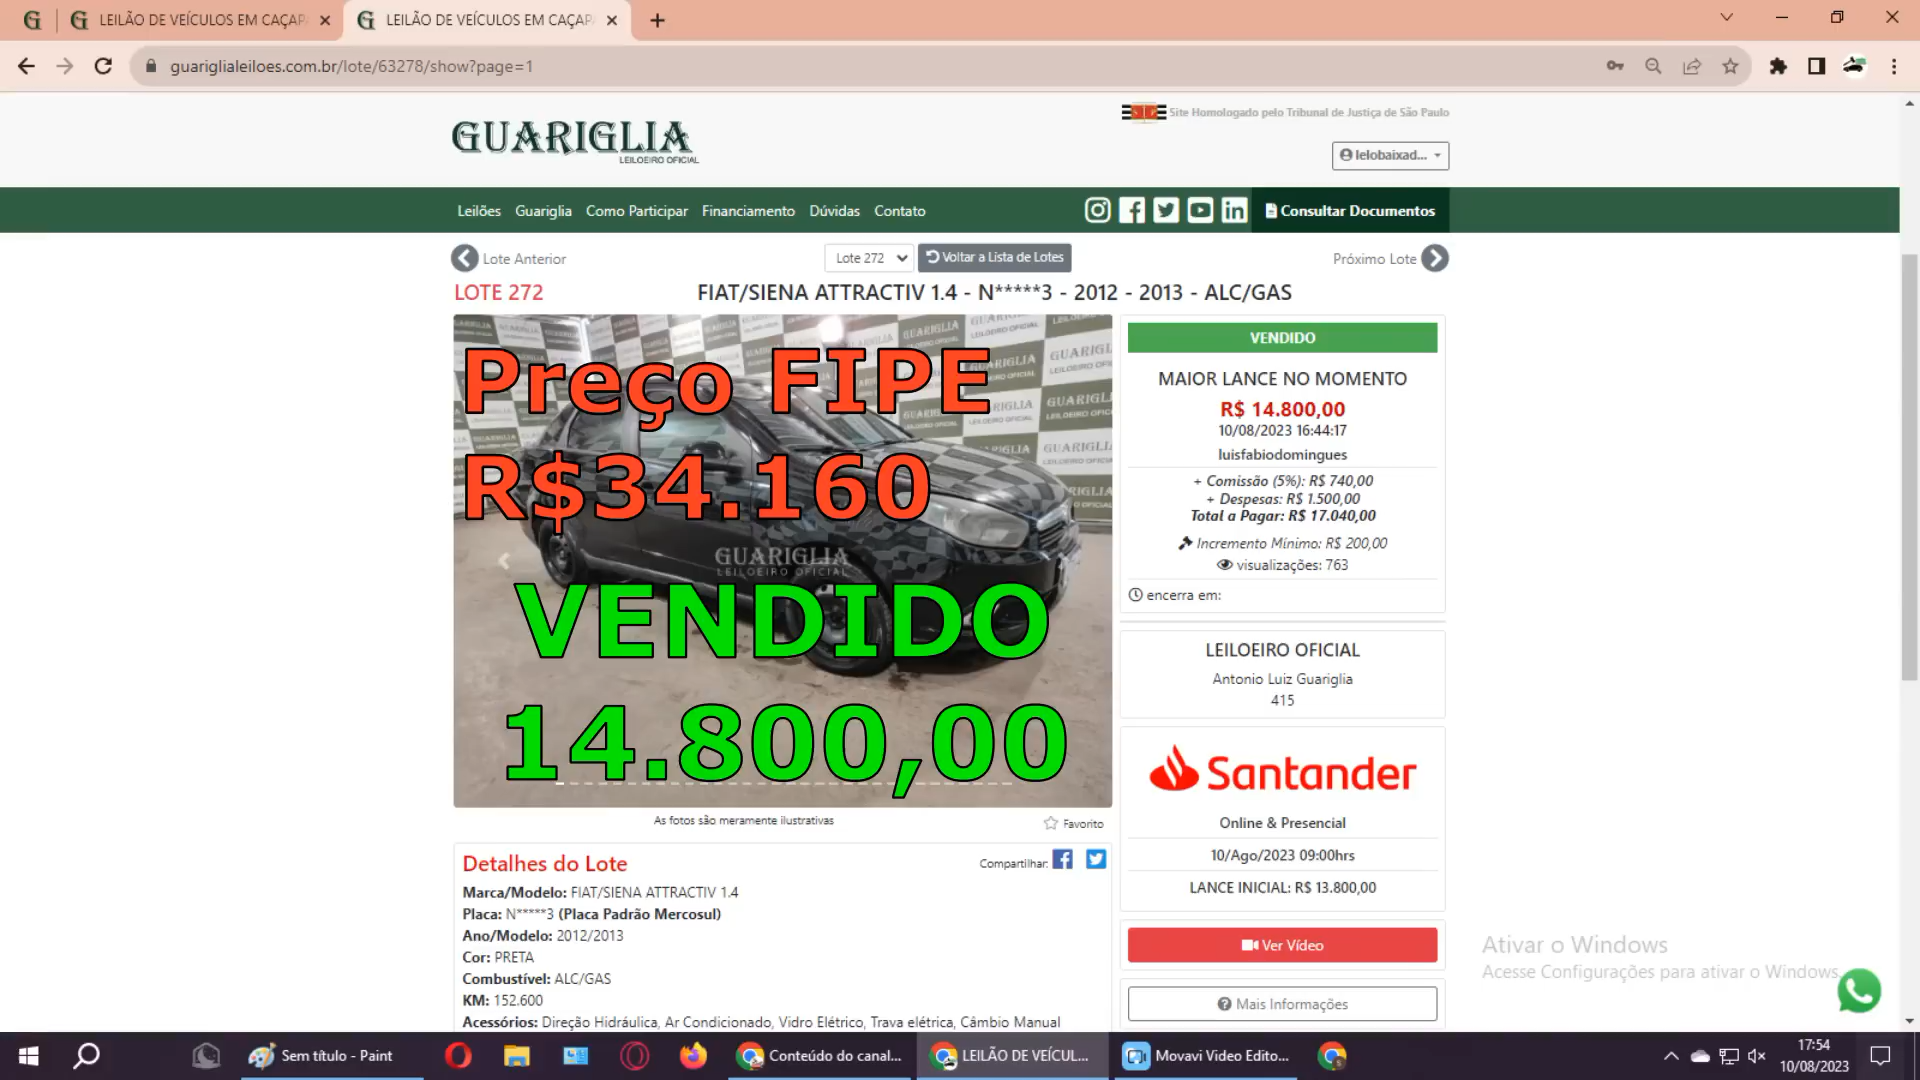 LEILÃO DE VEÍCULOS EM CAÇAP
LEILÃO DE VEÍCULOS EM CAÇAP
guariglialeiloes.com.br/lote/63278/show?page=1
Site Homologado pelo Tribunal de Justiça de São Paulo
GUARIGLIA
LEILOEIRO OFICIAL
lelobaixad...
Leilões Guariglia Como Participar Financiamento Dúvidas Contato
Consultar Documentos
Lote Anterior
Lote 272
Voltar a Lista de Lotes
Próximo Lote
LOTE 272
FIAT/SIENA ATTRACTIV 1.4 - N*****3 - 2012 - 2013 - ALC/GAS
Preço FIPE
R$34.160
GUARIGLIA
LEILOEIRO OFICIAL
VENDIDO
14.800,00
As fotos são meramente ilustrativas
Favorito
VENDIDO
MAIOR LANCE NO MOMENTO
R$ 14.800,00
10/08/2023 16:44:17
luisfabiodomingues
+ Comissão (5%): R$ 740,00
+ Despesas: R$ 1.500,00
Total a Pagar: R$ 17.040,00
Incremento Mínimo: R$ 200,00
visualizações: 763
encerra em:
LEILOEIRO OFICIAL
Antonio Luiz Guariglia
415
Santander
Online & Presencial
10/Ago/2023 09:00hrs
LANCE INICIAL: R$ 13.800,00
Ver Vídeo
Mais Informações
Detalhes do Lote
Compartilhar:
Marca/Modelo: FIAT/SIENA ATTRACTIV 1.4
Placa: N*****3 (Placa Padrão Mercosul)
Ano/Modelo: 2012/2013
Cor: PRETA
Combustível: ALC/GAS
KM: 152.600
Acessórios: Direção Hidráulica, Ar Condicionado, Vidro Elétrico, Trava elétrica, Câmbio Manual
Ativar o Windows
Acesse Configurações para ativar o Windows.
Sem título - Paint
Conteúdo do canal...
LEILÃO DE VEÍCUL...
Movavi Video Edito...
17:54
10/08/2023